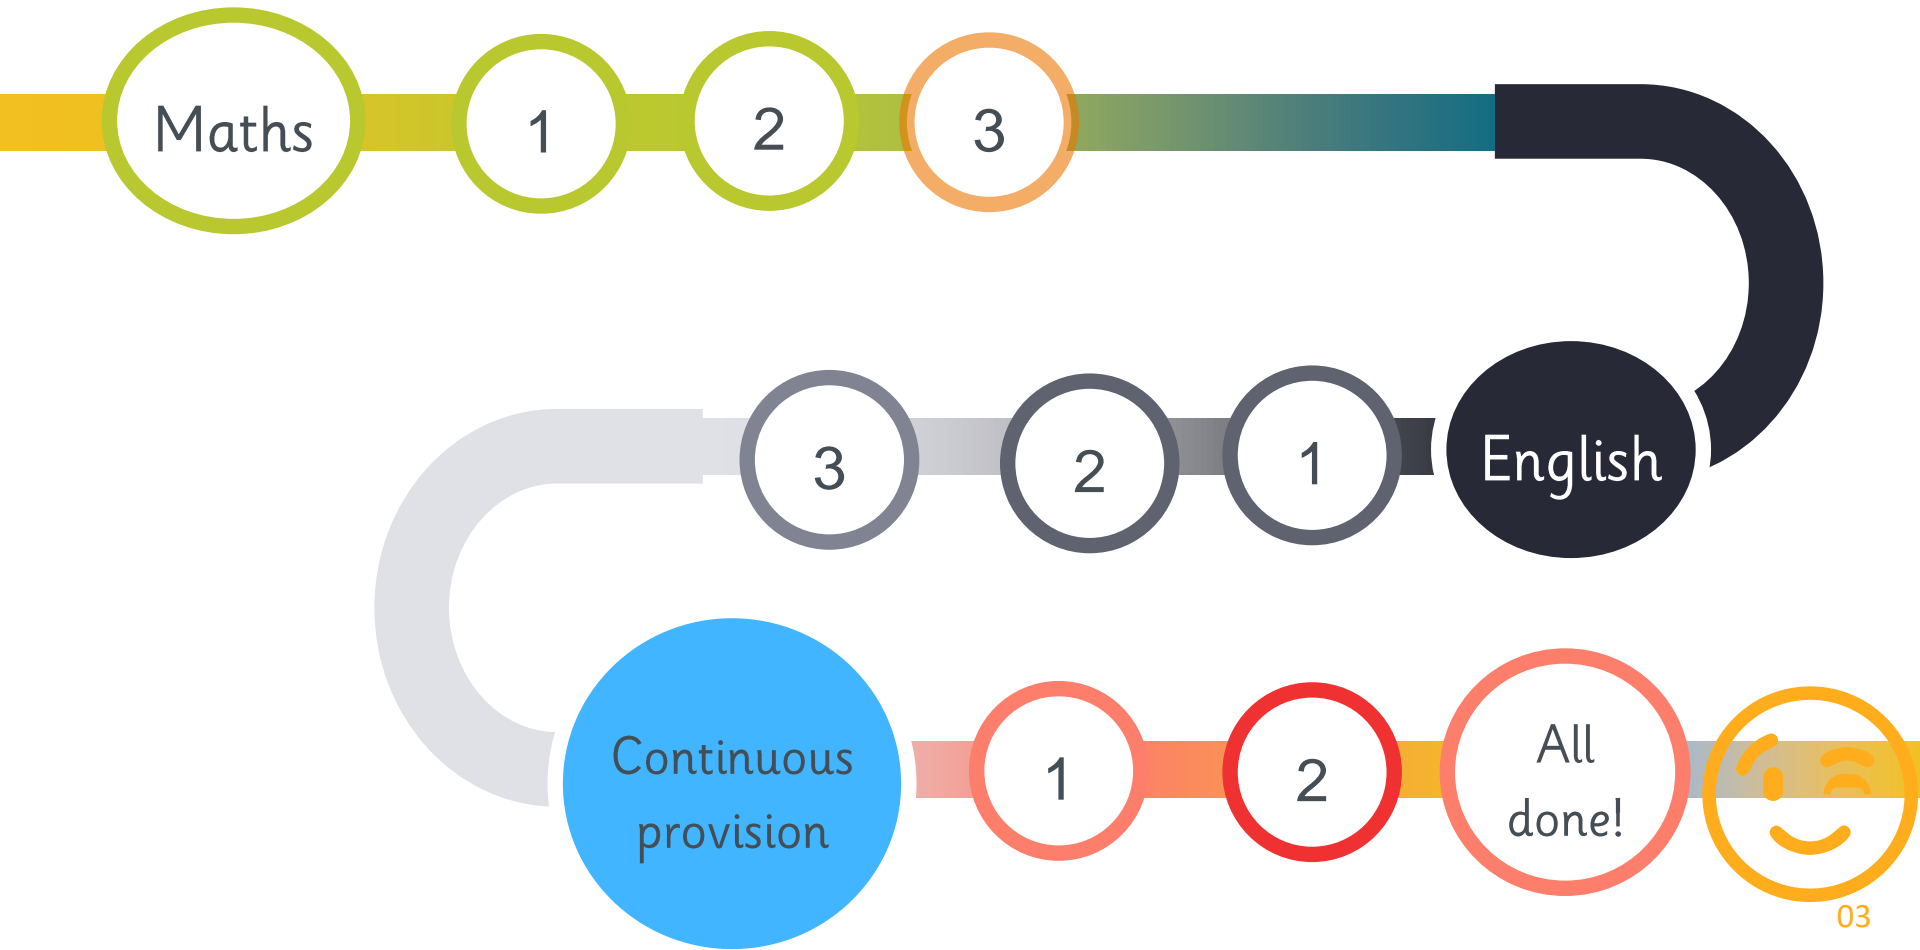 Maths 1 2 3
3 2 1 English
Continuous
provision
1 2
All
done!
03